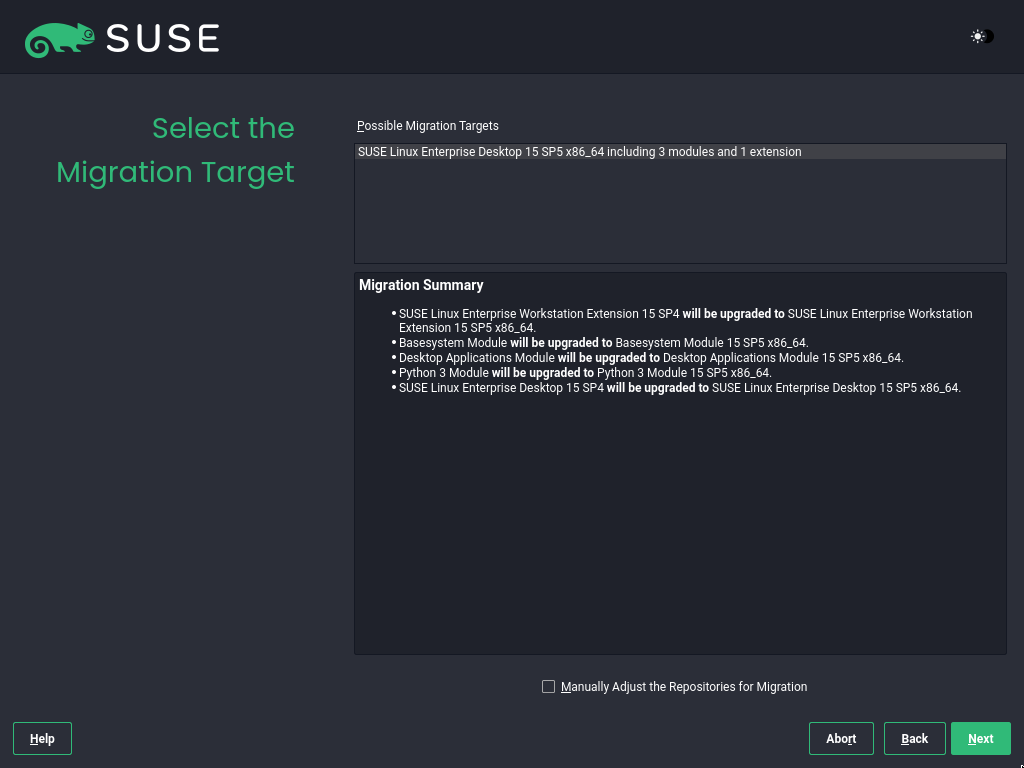 SUSE
Select the
Migration Target
Possible Migration Targets
SUSE Linux Enterprise Desktop 15 SP5 x86_64 including 3 modules and 1 extension
Migration Summary
• SUSE Linux Enterprise Workstation Extension 15 SP4 will be upgraded to SUSE Linux Enterprise Workstation
Extension 15 SP5 x86_64.
• Basesystem Module will be upgraded to Basesystem Module 15 SP5 x86_64.
• Desktop Applications Module will be upgraded to Desktop Applications Module 15 SP5 x86_64.
• Python 3 Module will be upgraded to Python 3 Module 15 SP5 x86_64.
• SUSE Linux Enterprise Desktop 15 SP4 will be upgraded to SUSE Linux Enterprise Desktop 15 SP5 x86_64.
Manually Adjust the Repositories for Migration
Help Abort Back Next